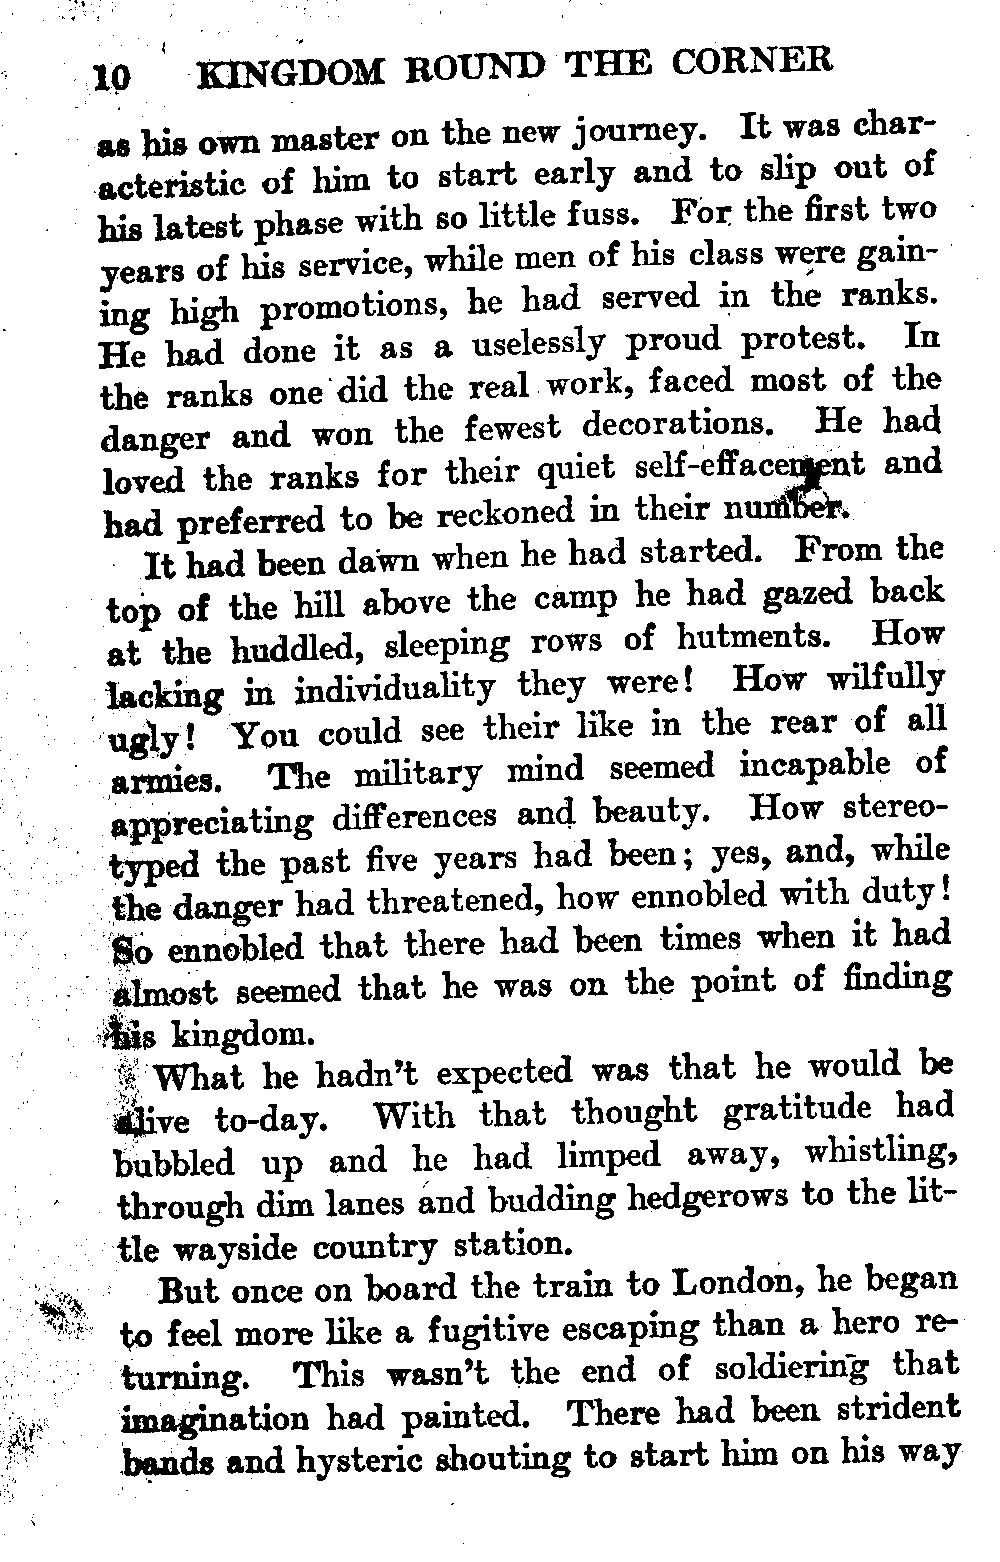 10 KINGDOM ROUND THE CORNER
as his own master on the new journey. It was char-
acteristic of him to start early and to slip out of
his latest phase with so little fuss. For the first two
years of his service, while men of his class were gain-
ing high promotions, he had served in the ranks.
He had done it as a uselessly proud protest. In
the ranks one did the real work, faced most of the
danger and won the fewest decorations. He had
loved the ranks for their quiet self-effacement and
had preferred to be reckoned in their number.
It had been dawn when he had started. From the
top of the hill above the camp he had gazed back
at the huddled, sleeping rows of hutments. How
lacking in individuality they were! How wilfully
ugly! You could see their like in the rear of all
armies. The military mind seemed incapable of
appreciating differences and beauty. How stereo-
typed the past five years had been; yes, and, while
the danger had threatened, how ennobled with duty!
So ennobled that there had been times when it had
almost seemed that he was on the point of finding
his kingdom.
What he hadn't expected was that he would be
alive to-day. With that thought gratitude had
bubbled up and he had limped away, whistling,
through dim lanes and budding hedgerows to the lit-
tle wayside country station.
But once on board the train to London, he began
to feel more like a fugitive escaping than a hero re-
turning. This wasn't the end of soldiering that
imagination had painted. There had been strident
bands and hysteric shouting to start him on his way